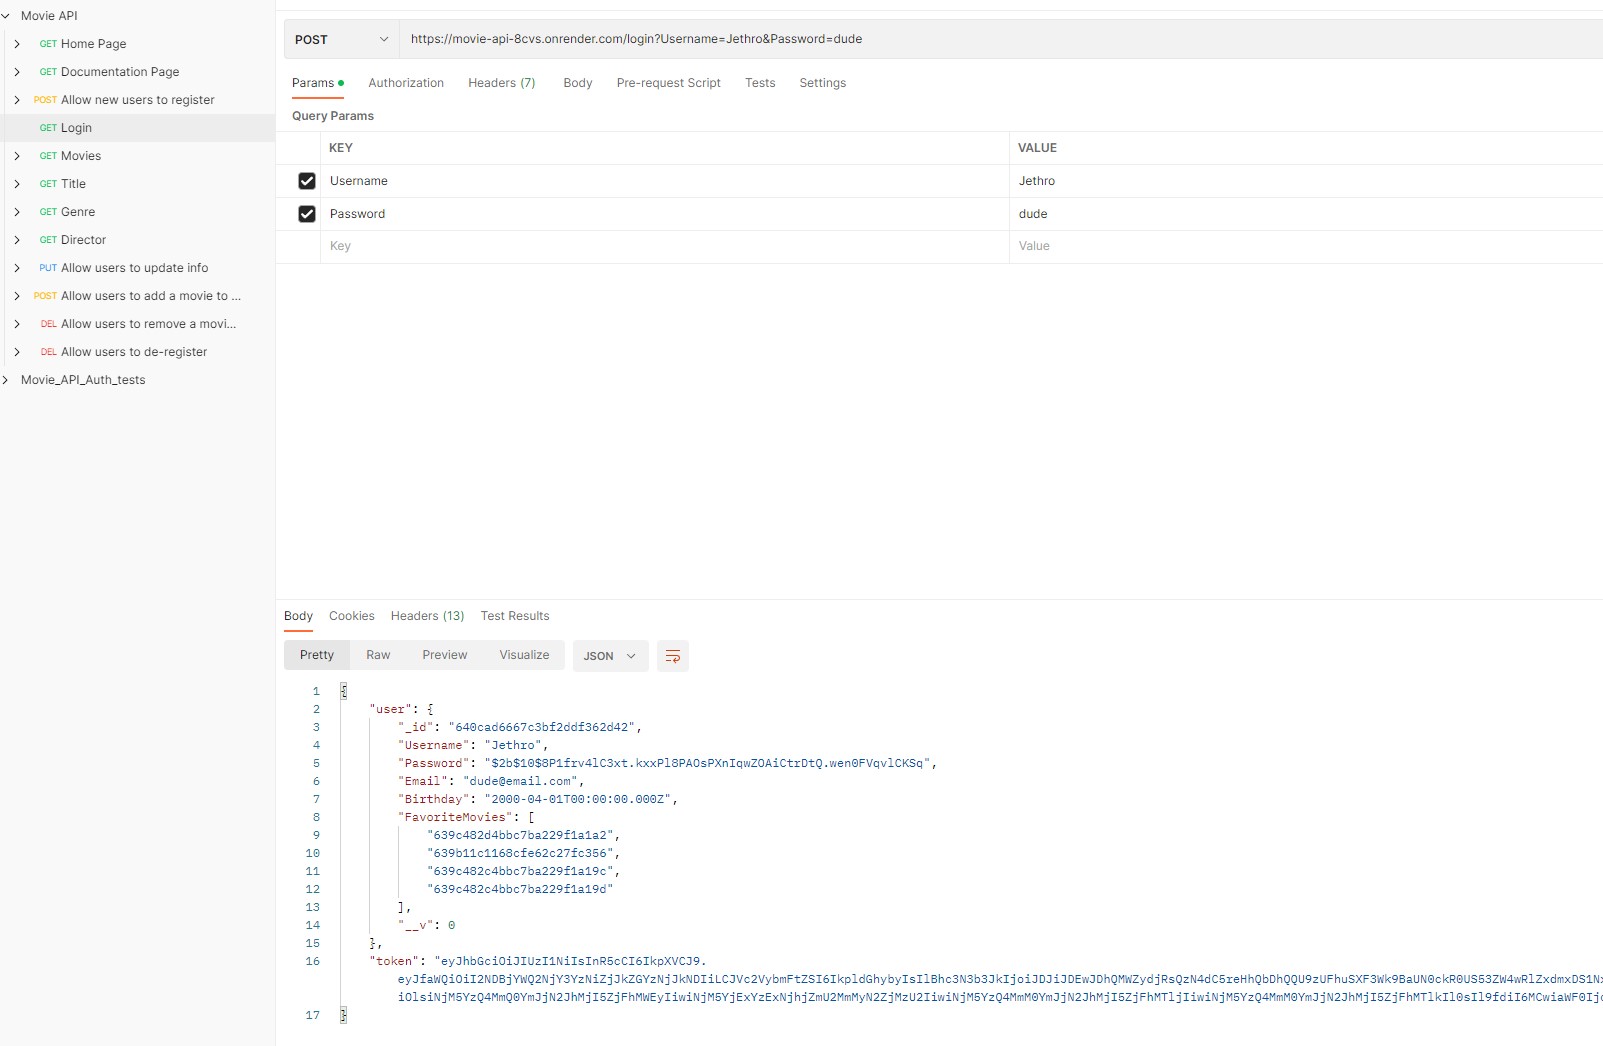 Movie API
GET Home Page
GET Documentation Page
POST Allow new users to register
GET Login
GET Movies
GET Title
GET Genre
GET Director
PUT Allow users to update info
POST Allow users to add a movie to ...
DEL Allow users to remove a movi...
DEL Allow users to de-register
Movie_API_Auth_tests
POST https://movie-api-8cvs.onrender.com/login?Username=Jethro&Password=dude
Params Authorization Headers (7) Body Pre-request Script Tests Settings
Query Params
KEY VALUE
Username Jethro
Password dude
Key Value
Body Cookies Headers (13) Test Results
Pretty Raw Preview Visualize JSON
1 {
2 "user": {
3 "_id": "640cad6667c3bf2ddf362d42",
4 "Username": "Jethro",
5 "Password": "$2b$10$8P1frv4lC3xt.kxxPl8PAOsPXnIqwZOAiCtrDtQ.wen0FVqvlCKSq",
6 "Email": "dude@email.com",
7 "Birthday": "2000-04-01T00:00:00.000Z",
8 "FavoriteMovies": [
9 "639c482d4bbc7ba229f1a1a2",
10 "639b11c1168cfe62c27fc356",
11 "639c482c4bbc7ba229f1a19c",
12 "639c482c4bbc7ba229f1a19d"
13 ],
14 "__v": 0
15 },
16 "token": "eyJhbGciOiJIUzI1NiIsInR5cCI6IkpXVCJ9.
17 }